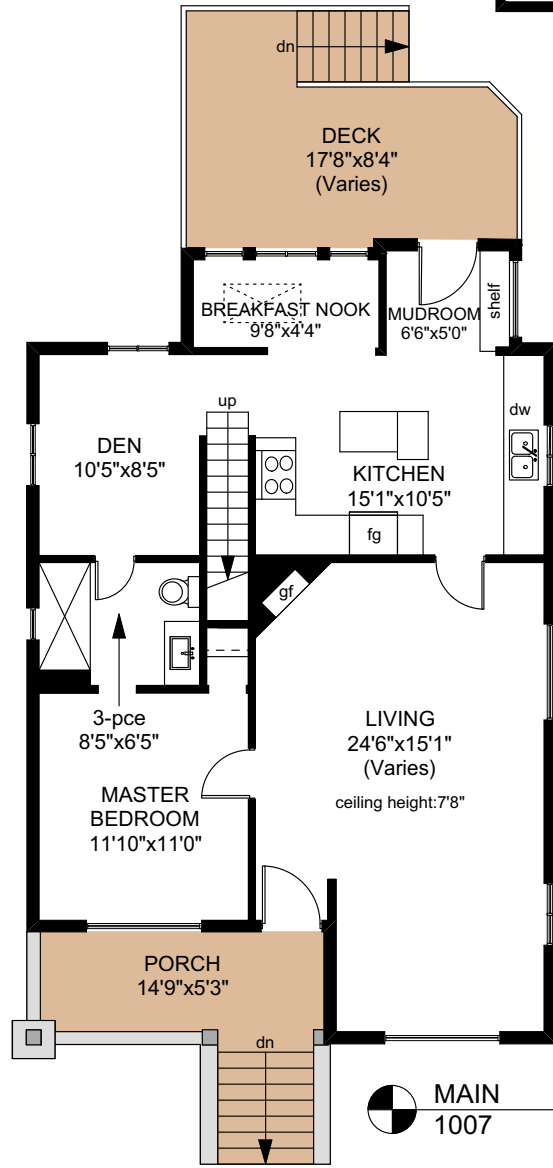 dn
DECK
17'8"x8'4"
(Varies)
BREAKFAST NOOK
9'8"x4'4"
MUDROOM
6'6"x5'0"
shelf
up
dw
DEN
10'5"x8'5"
KITCHEN
15'1"x10'5"
fg
gf
3-pce
8'5"x6'5"
LIVING
24'6"x15'1"
(Varies)
ceiling height:7'8"
MASTER
BEDROOM
11'10"x11'0"
PORCH
14'9"x5'3"
dn
MAIN
1007